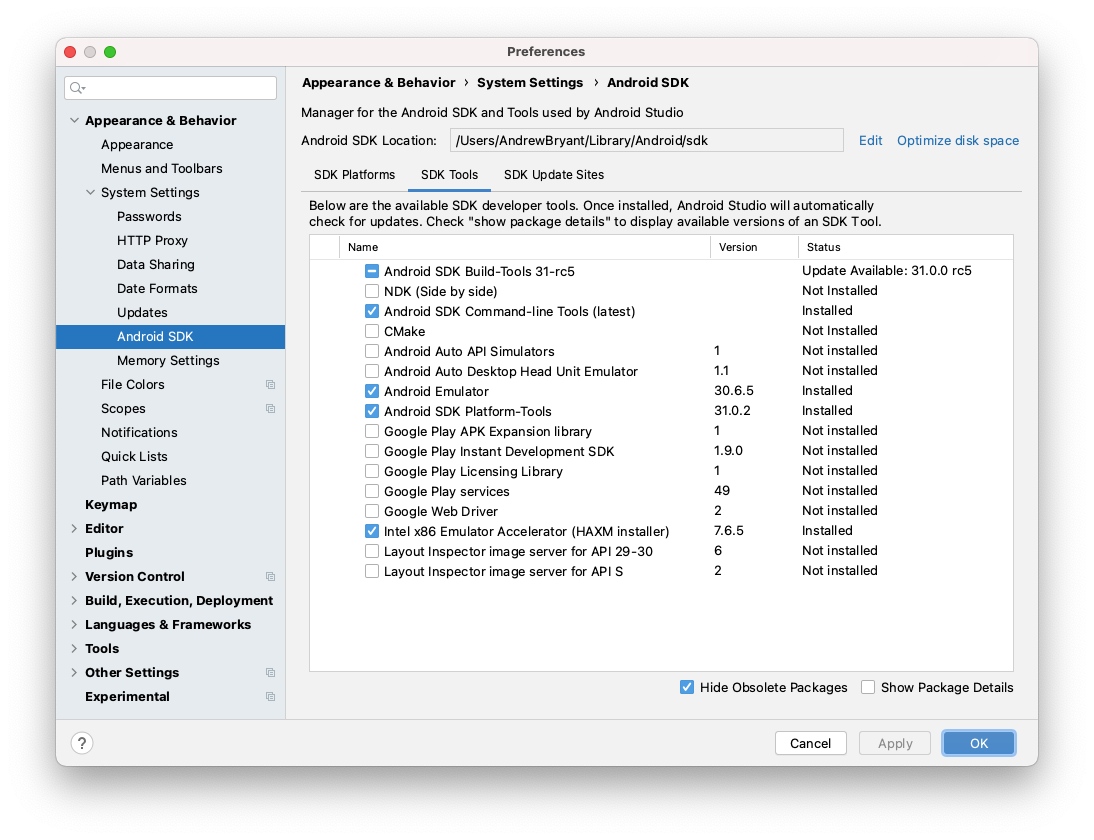 Preferences
Appearance & Behavior
Appearance
Menus and Toolbars
System Settings
Passwords
HTTP Proxy
Data Sharing
Date Formats
Updates
Android SDK
Memory Settings
File Colors
Scopes
Notifications
Quick Lists
Path Variables
Keymap
Editor
Plugins
Version Control
Build, Execution, Deployment
Languages & Frameworks
Tools
Other Settings
Experimental
Appearance & Behavior › System Settings › Android SDK
Manager for the Android SDK and Tools used by Android Studio
Android SDK Location: /Users/AndrewBryant/Library/Android/sdk Edit Optimize disk space
SDK Platforms SDK Tools SDK Update Sites
Below are the available SDK developer tools. Once installed, Android Studio will automatically
check for updates. Check "show package details" to display available versions of an SDK Tool.
Name Version Status
Android SDK Build-Tools 31-rc5 Update Available: 31.0.0 rc5
NDK (Side by side) Not Installed
Android SDK Command-line Tools (latest) Installed
CMake Not Installed
Android Auto API Simulators 1 Not installed
Android Auto Desktop Head Unit Emulator 1.1 Not installed
Android Emulator 30.6.5 Installed
Android SDK Platform-Tools 31.0.2 Installed
Google Play APK Expansion library 1 Not installed
Google Play Instant Development SDK 1.9.0 Not installed
Google Play Licensing Library 1 Not installed
Google Play services 49 Not installed
Google Web Driver 2 Not installed
Intel x86 Emulator Accelerator (HAXM installer) 7.6.5 Installed
Layout Inspector image server for API 29-30 6 Not installed
Layout Inspector image server for API S 2 Not installed
Hide Obsolete Packages Show Package Details
? Cancel Apply OK